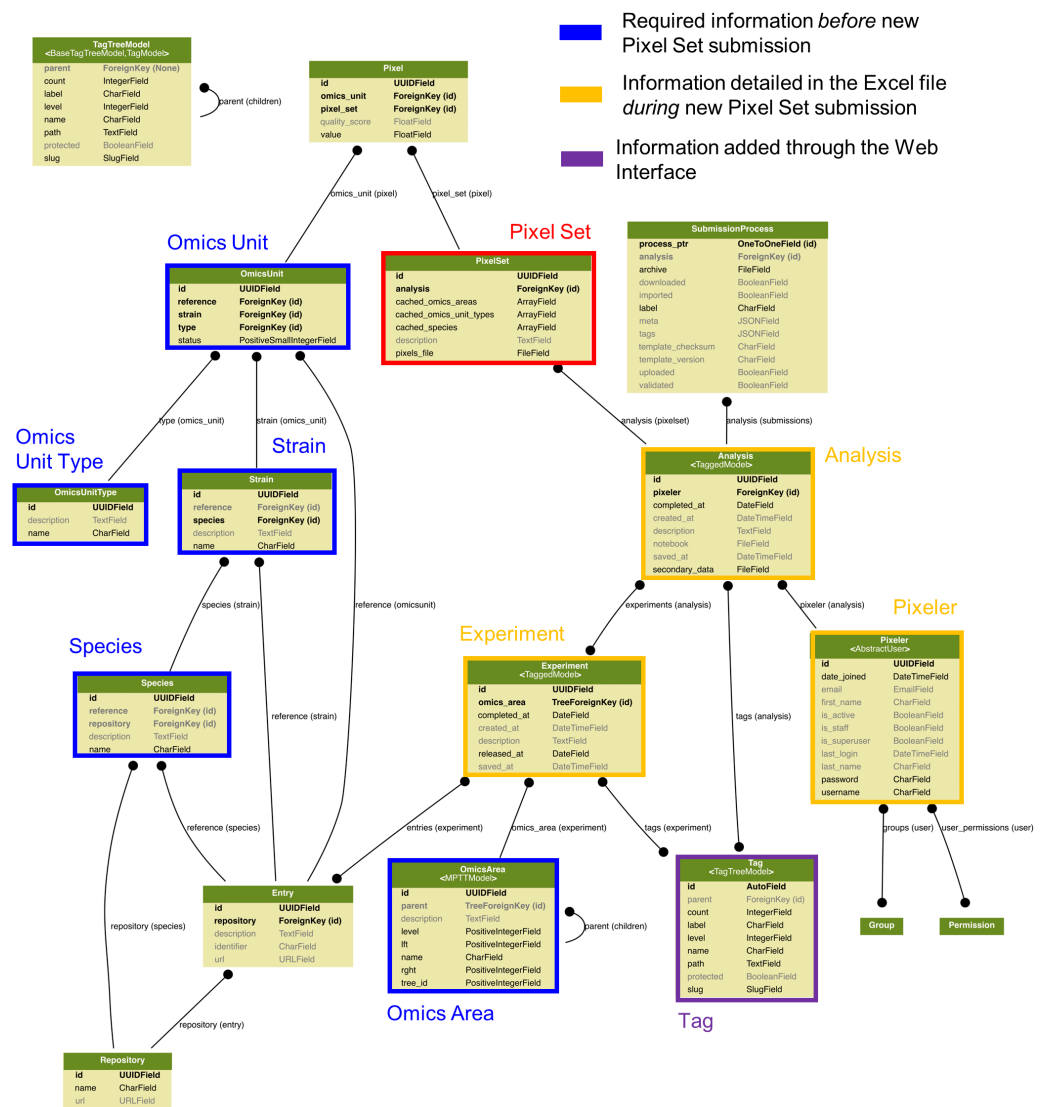 Required information before new
Pixel Set submission
Information detailed in the Excel file
during new Pixel Set submission
Information added through the Web
Interface
TagTreeModel
<BaseTagTreeModel,TagModel>
parent ForeignKey (None)
count IntegerField
label CharField
level IntegerField
name CharField
path TextField
protected BooleanField
slug SlugField
parent (children)
Pixel
id UUIDField
omics_unit ForeignKey (id)
pixel_set ForeignKey (id)
quality_score FloatField
value FloatField
omics_unit (pixel)
pixel_set (pixel)
Omics Unit
OmicsUnit
id UUIDField
reference ForeignKey (id)
strain ForeignKey (id)
type ForeignKey (id)
status PositiveSmallIntegerField
Pixel Set
PixelSet
id UUIDField
analysis ForeignKey (id)
cached_omics_areas ArrayField
cached_omics_unit_types ArrayField
cached_species ArrayField
description TextField
pixels_file FileField
SubmissionProcess
process_ptr OneToOneField (id)
analysis ForeignKey (id)
archive FileField
downloaded BooleanField
imported BooleanField
label CharField
meta JSONField
tags JSONField
template_checksum CharField
template_version CharField
uploaded BooleanField
validated BooleanField
type (omics_unit)
strain (omics_unit)
analysis (pixelset)
analysis (submissions)
Omics
Unit Type
OmicsUnitType
id UUIDField
description TextField
name CharField
Strain
Strain
id UUIDField
reference ForeignKey (id)
species ForeignKey (id)
description TextField
name CharField
Analysis
Analysis
<TaggedModel>
id UUIDField
pixeler ForeignKey (id)
completed_at DateField
created_at DateTimeField
description TextField
notebook FileField
saved_at DateTimeField
secondary_data FileField
species (strain)
reference (omicsunit)
experiments (analysis)
pixeler (analysis)
Species
Species
id UUIDField
reference ForeignKey (id)
repository ForeignKey (id)
description TextField
name CharField
reference (strain)
Experiment
Experiment
<TaggedModel>
id UUIDField
omics_area TreeForeignKey (id)
completed_at DateField
created_at DateTimeField
description TextField
released_at DateField
saved_at DateTimeField
tags (analysis)
Pixeler
Pixeler
<AbstractUser>
id UUIDField
date_joined DateTimeField
email EmailField
first_name CharField
is_active BooleanField
is_staff BooleanField
is_superuser BooleanField
last_login DateTimeField
last_name CharField
password CharField
username CharField
reference (species)
entries (experiment)
omics_area (experiment)
tags (experiment)
groups (user)
user_permissions (user)
repository (species)
Entry
id UUIDField
repository ForeignKey (id)
description TextField
identifier CharField
url URLField
OmicsArea
<MPTTModel>
id UUIDField
parent TreeForeignKey (id)
description TextField
level PositiveIntegerField
lft PositiveIntegerField
name CharField
rght PositiveIntegerField
tree_id PositiveIntegerField
parent (children)
Omics Area
Tag
<TagTreeModel>
id AutoField
parent ForeignKey (id)
count IntegerField
label CharField
level IntegerField
name CharField
path TextField
protected BooleanField
slug SlugField
Tag
Group
Permission
repository (entry)
Repository
id UUIDField
name CharField
url URLField